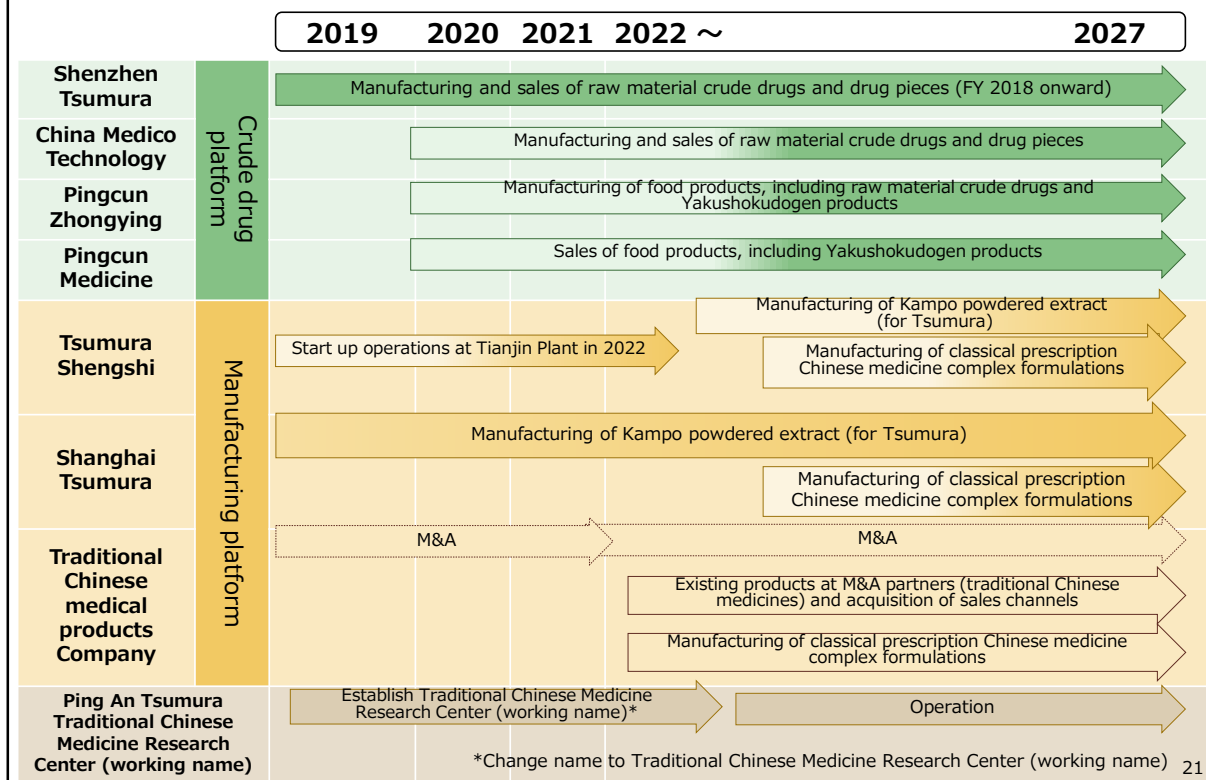 2019 2020 2021 2022 ～ 2027
Shenzhen
Tsumura
Crude drug
platform
Manufacturing and sales of raw material crude drugs and drug pieces (FY 2018 onward)
China Medico
Technology
Manufacturing and sales of raw material crude drugs and drug pieces
Pingcun
Zhongying
Manufacturing of food products, including raw material crude drugs and
Yakushokudogen products
Pingcun
Medicine
Sales of food products, including Yakushokudogen products
Tsumura
Shengshi
Manufacturing platform
Start up operations at Tianjin Plant in 2022
Manufacturing of Kampo powdered extract
(for Tsumura)
Manufacturing of classical prescription
Chinese medicine complex formulations
Shanghai
Tsumura
Manufacturing of Kampo powdered extract (for Tsumura)
Manufacturing of classical prescription
Chinese medicine complex formulations
Traditional
Chinese
medical
products
Company
M&A
M&A
Existing products at M&A partners (traditional Chinese
medicines) and acquisition of sales channels
Manufacturing of classical prescription Chinese medicine
complex formulations
Ping An Tsumura
Traditional Chinese
Medicine Research
Center (working name)
Establish Traditional Chinese Medicine
Research Center (working name)*
Operation
*Change name to Traditional Chinese Medicine Research Center (working name)
21